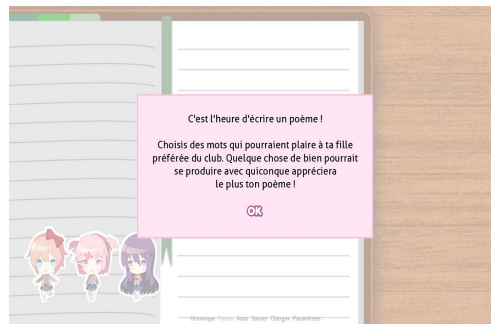 C'est l'heure d'écrire un poème !
Choisis des mots qui pourraient plaire à ta fille
préférée du club. Quelque chose de bien pourrait
se produire avec quiconque appréciera
le plus ton poème !
OK
Historique Passer Auto Sauver Charger Paramètres